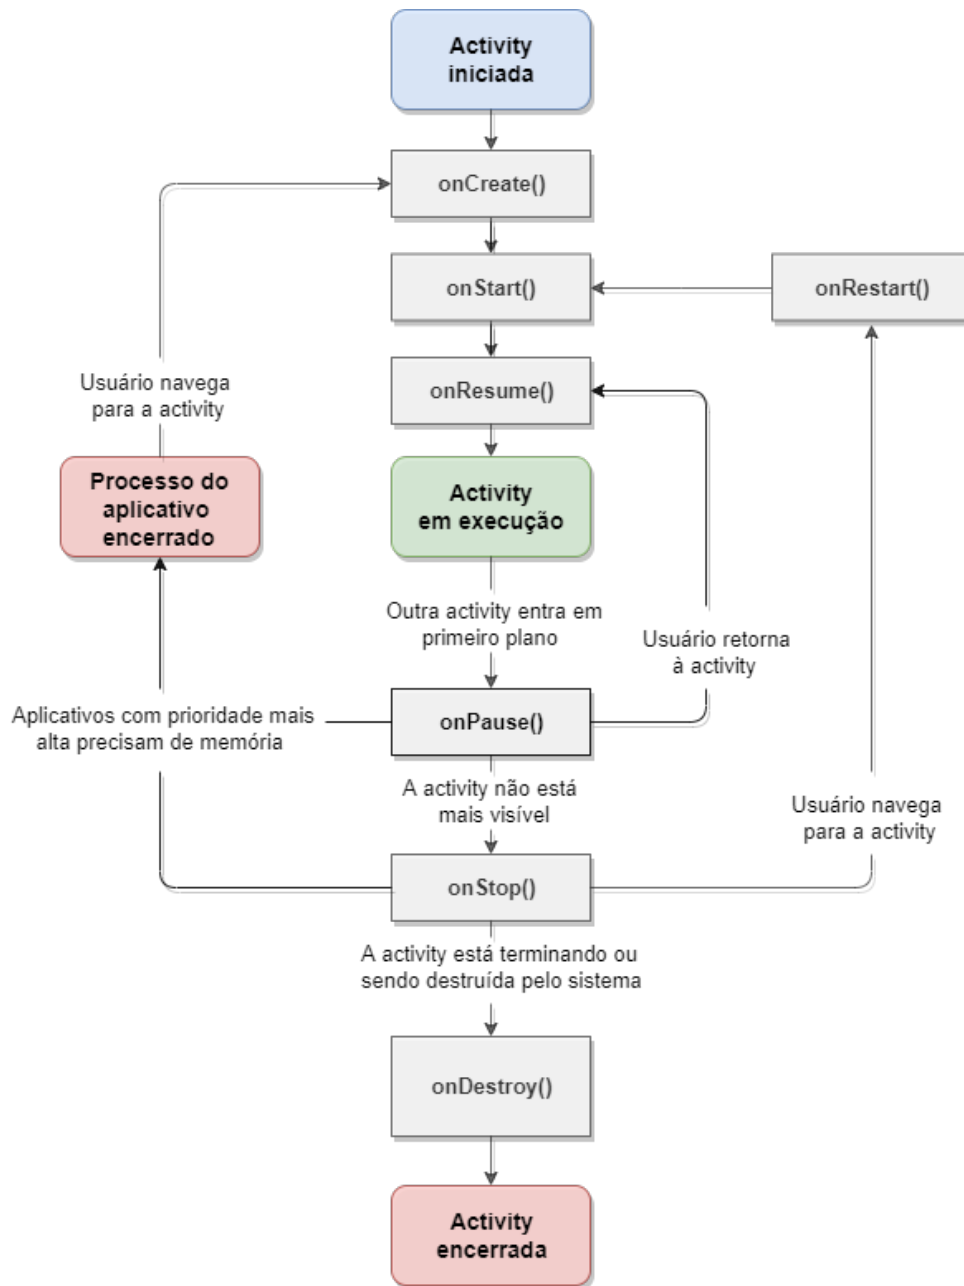 Activity
iniciada
onCreate()
onStart()
onRestart()
onResume()
Usuário navega
para a activity
Processo do
aplicativo
encerrado
Activity
em execução
Outra activity entra em
primeiro plano
Usuário retorna
à activity
Aplicativos com prioridade mais
alta precisam de memória
onPause()
A activity não está
mais visível
Usuário navega
para a activity
onStop()
A activity está terminando ou
sendo destruída pelo sistema
onDestroy()
Activity
encerrada